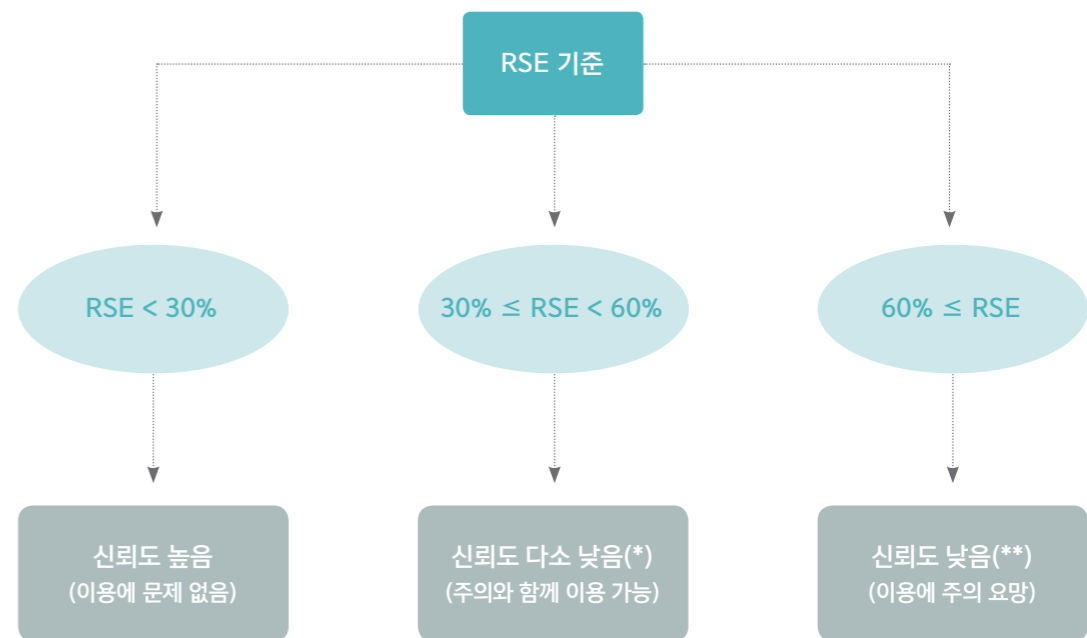 RSE 기준
RSE < 30%
30% ≤ RSE < 60%
60% ≤ RSE
신뢰도 높음
(이용에 문제 없음)
신뢰도 다소 낮음(*)
(주의와 함께 이용 가능)
신뢰도 낮음(**)
(이용에 주의 요망)